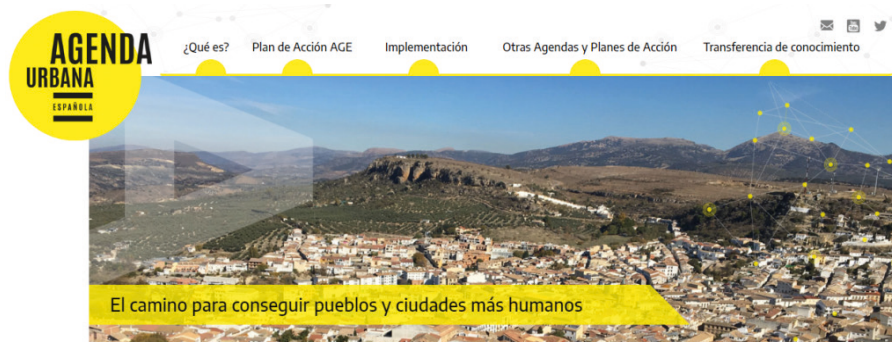 AGENDA
URBANA
ESPAÑOLA
¿Qué es?
Plan de Acción AGE
Implementación
Otras Agendas y Planes de Acción
Transferencia de conocimiento
El camino para conseguir pueblos y ciudades más humanos